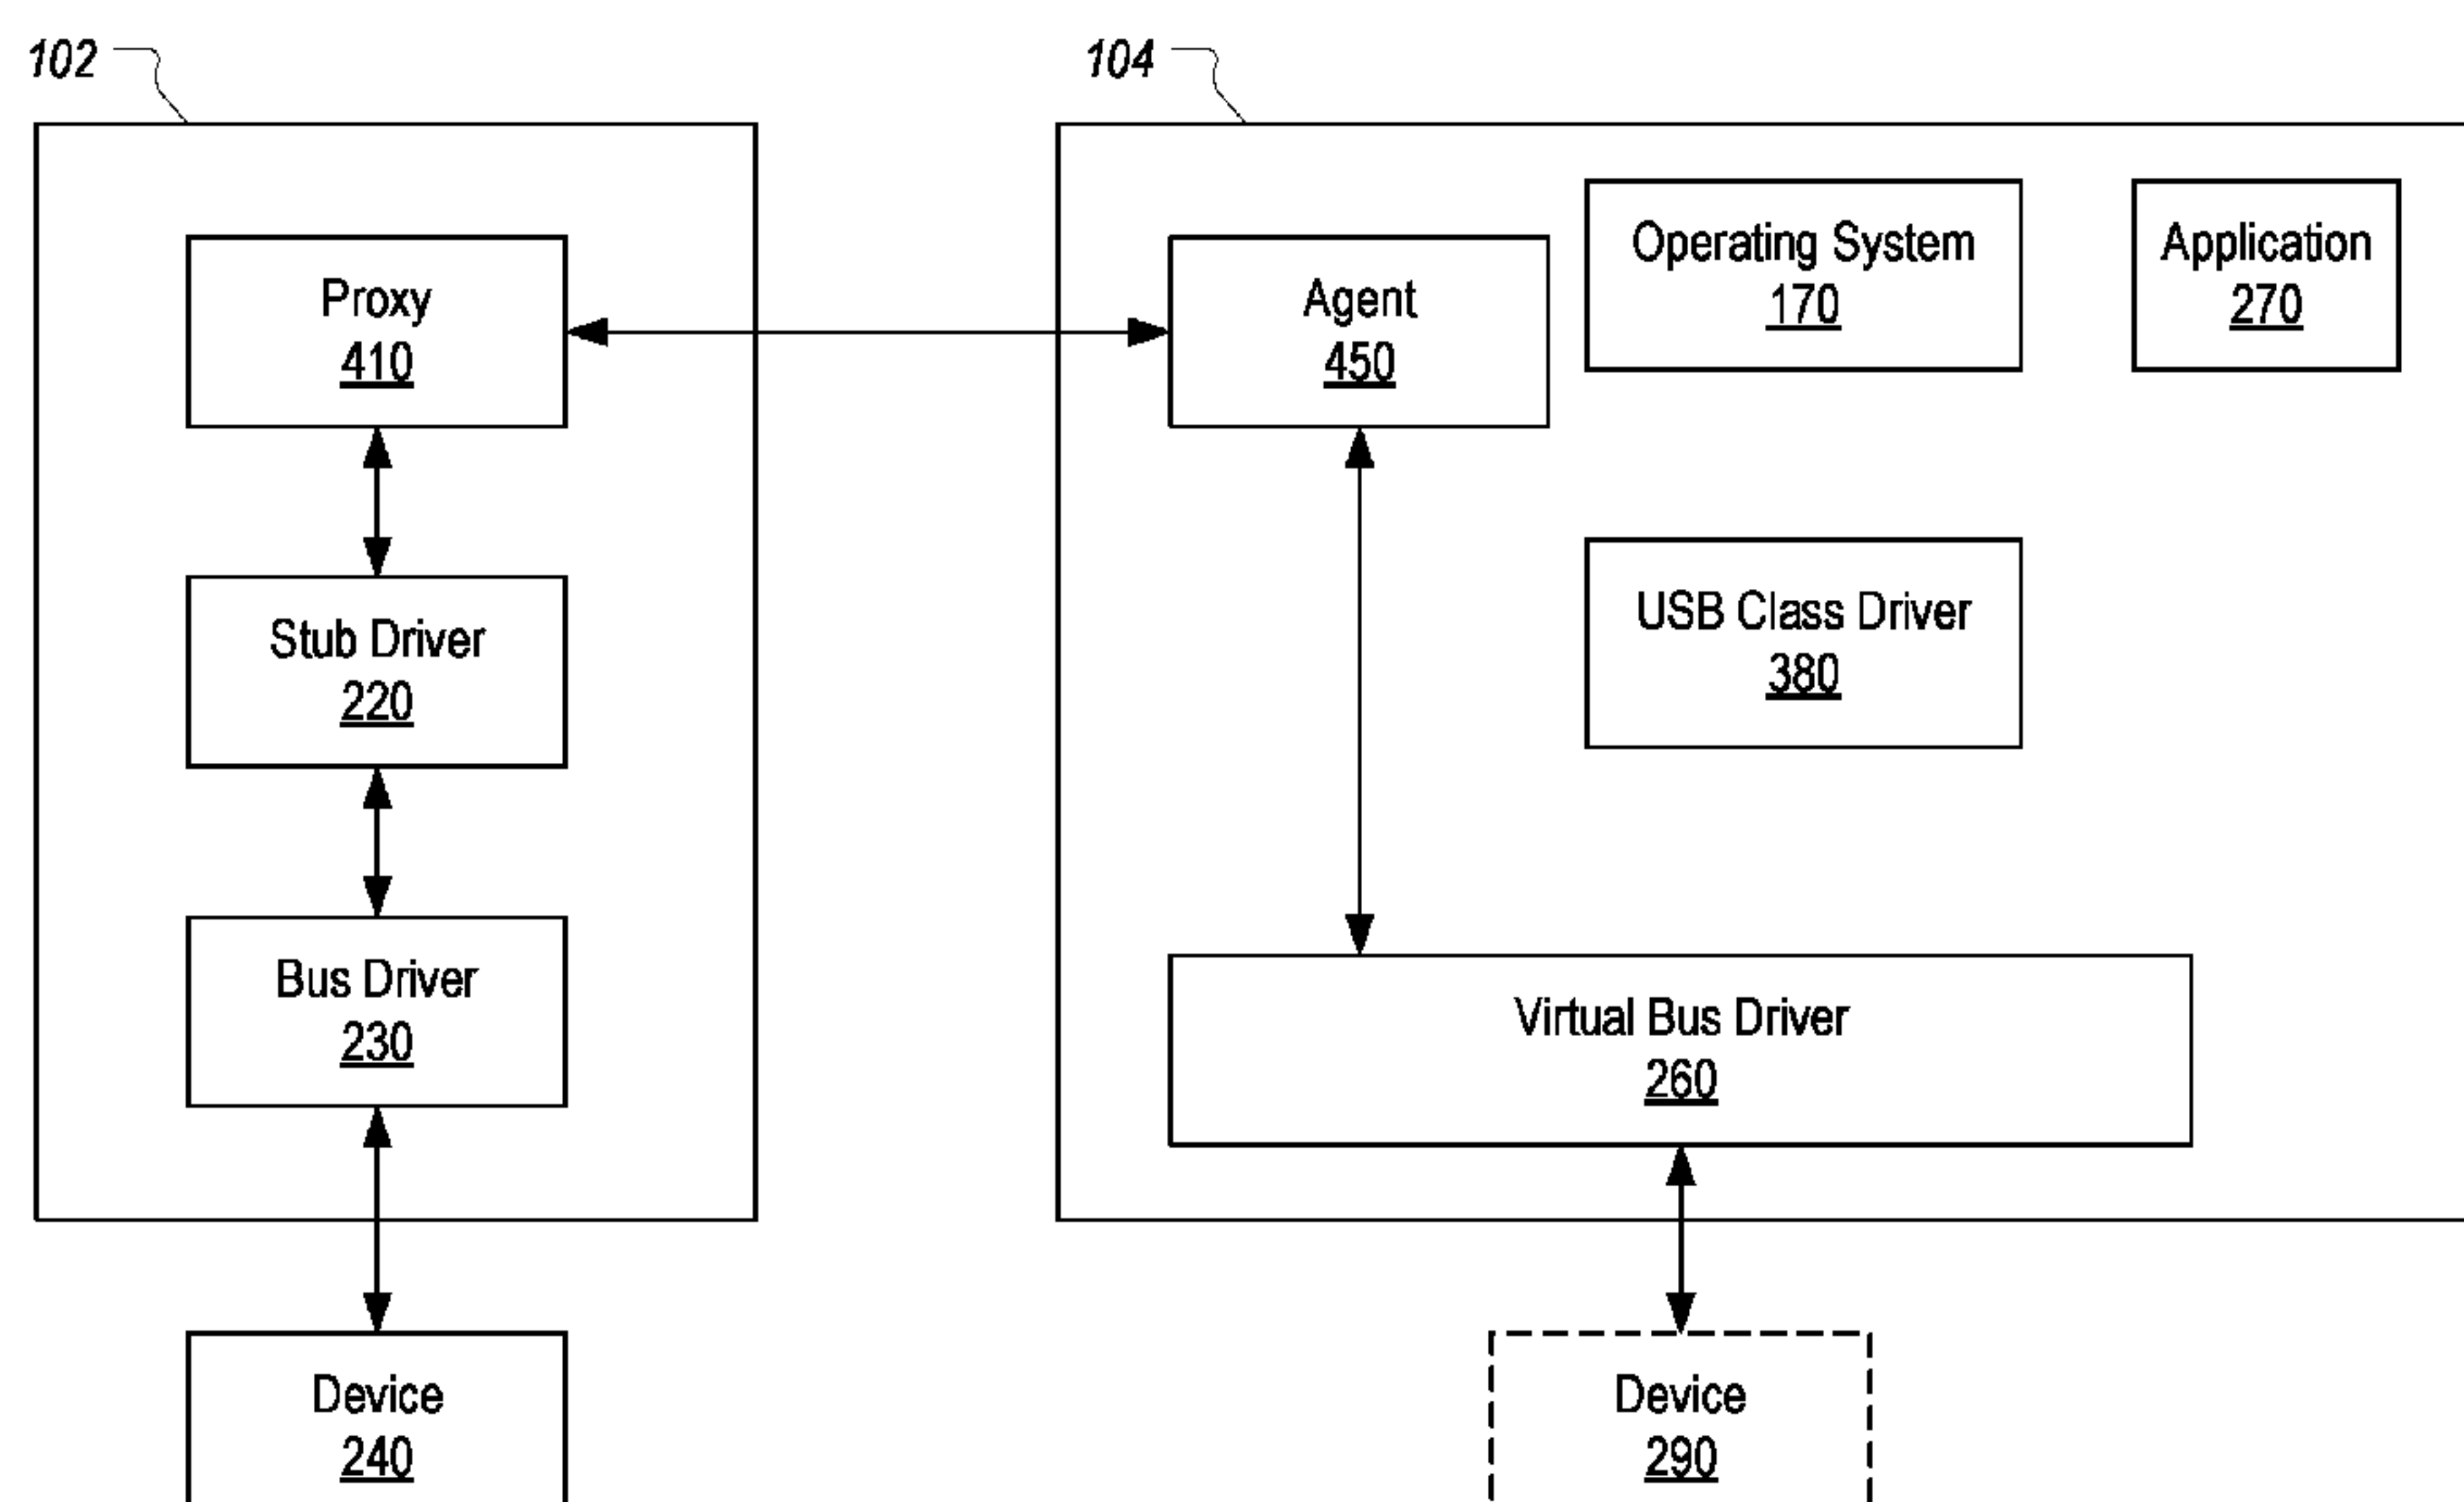 102
104
Proxy
410
Agent
450
Operating System
170
Application
270
Stub Driver
220
USB Class Driver
380
Bus Driver
230
Virtual Bus Driver
260
Device
240
Device
290